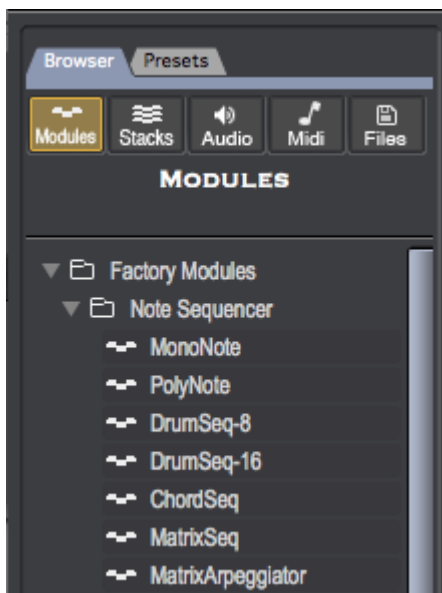 Browser Presets
Modules Stacks Audio Midi Files
MODULES
Factory Modules
Note Sequencer
MonoNote
PolyNote
DrumSeq-8
DrumSeq-16
ChordSeq
MatrixSeq
MatrixArpeggiator